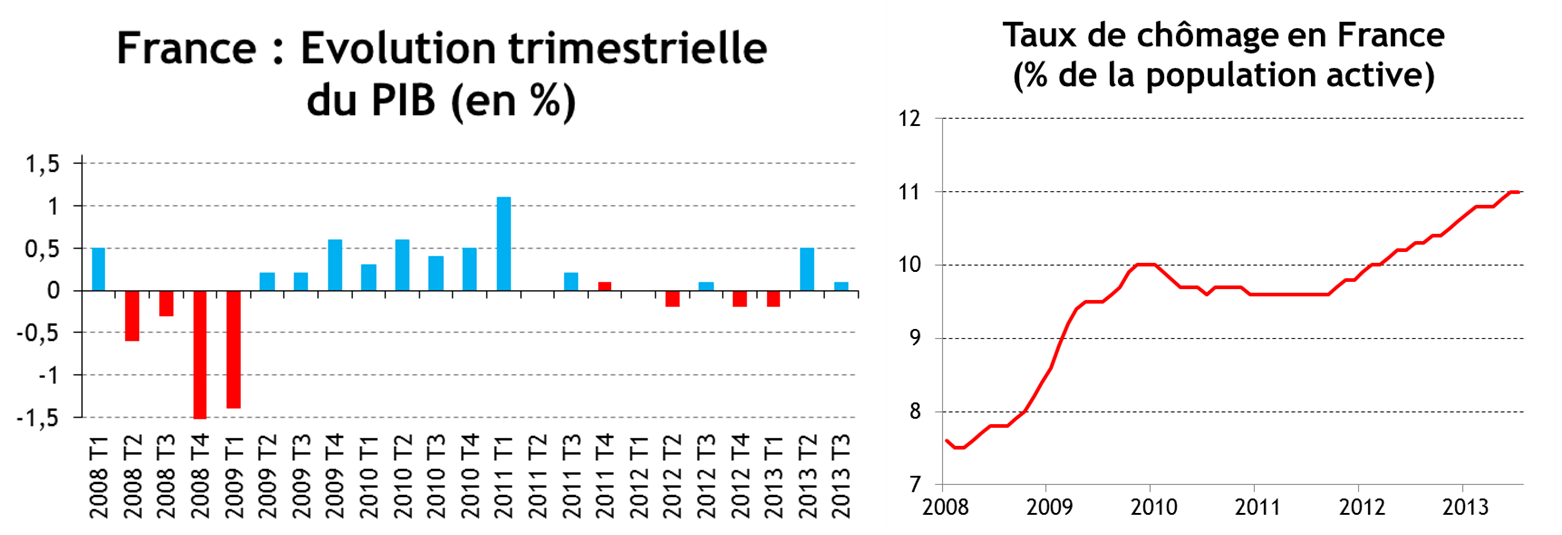 France : Evolution trimestrielle
du PIB (en %)
1,5
1
0,5
0
-0,5
-1
-1,5
2008 T1
2008 T2
2008 T3
2008 T4
2009 T1
2009 T2
2009 T3
2009 T4
2010 T1
2010 T2
2010 T3
2010 T4
2011 T1
2011 T2
2011 T3
2011 T4
2012 T1
2012 T2
2012 T3
2012 T4
2013 T1
2013 T2
2013 T3
Taux de chômage en France
(% de la population active)
12
11
10
9
8
7
2008 2009 2010 2011 2012 2013